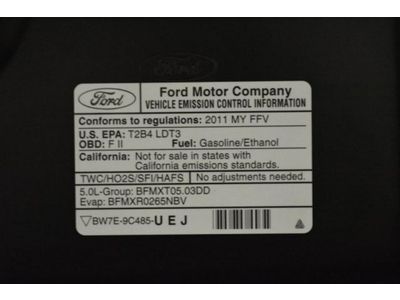 Ford
Ford
Ford Motor Company
VEHICLE EMISSION CONTROL INFORMATION
Conforms to regulations: 2011 MY FFV
U.S. EPA: T2B4 LDT3
OBD: F II Fuel: Gasoline/Ethanol
California: Not for sale in states with
California emissions standards.
TWC/HO2S/SFI/HAFS No adjustments needed.
5.0L-Group: BFMXT05.03DD
Evap: BFMXR0265NBV
BW7E-9C485-UEJ